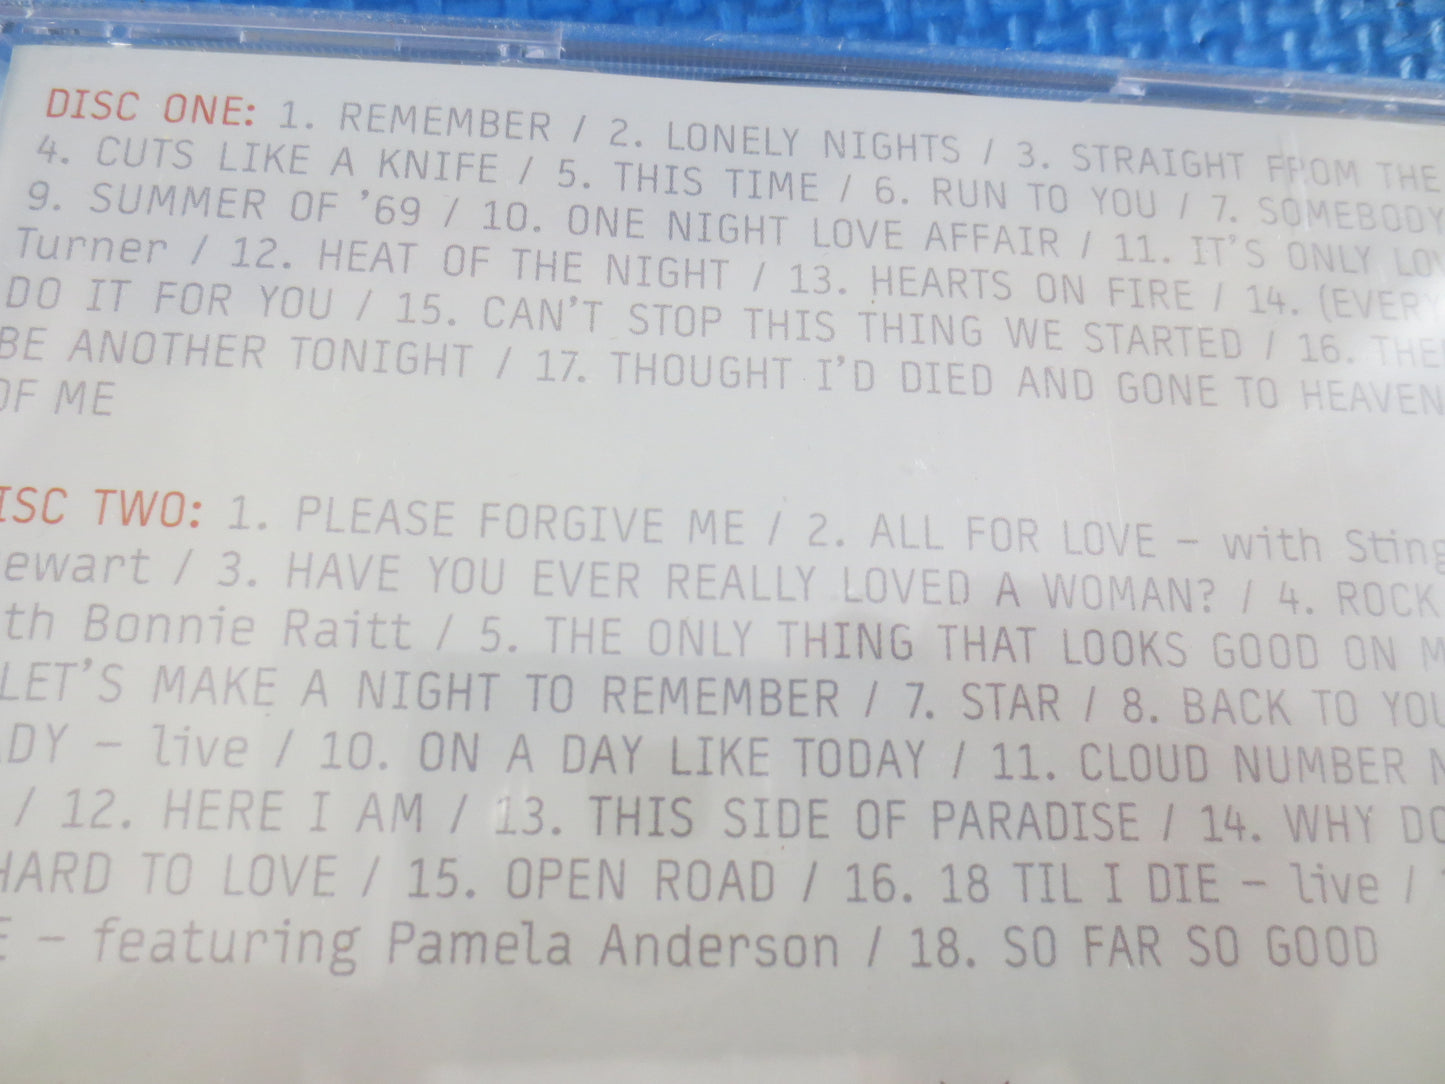 DISC ONE: 1. REMEMBER / 2. LONELY NIGHTS / 3. STRAIGHT FROM THE
4. CUTS LIKE A KNIFE / 5. THIS TIME / 6. RUN TO YOU / 7. SOMEBODY
9. SUMMER OF '69 / 10. ONE NIGHT LOVE AFFAIR / 11. IT'S ONLY LO
Turner / 12. HEAT OF THE NIGHT / 13. HEARTS ON FIRE / 14. (EVERY
DO IT FOR YOU / 15. CAN'T STOP THIS THING WE STARTED / 16. THE
BE ANOTHER TONIGHT / 17. THOUGHT I'D DIED AND GONE TO HEAVEN
OF ME
ISC TWO: 1. PLEASE FORGIVE ME / 2. ALL FOR LOVE – with Sting
ewart / 3. HAVE YOU EVER REALLY LOVED A WOMAN? / 4. ROCK
th Bonnie Raitt / 5. THE ONLY THING THAT LOOKS GOOD ON M
LET'S MAKE A NIGHT TO REMEMBER / 7. STAR / 8. BACK TO YOU
ADY – live / 10. ON A DAY LIKE TODAY / 11. CLOUD NUMBER N
/ 12. HERE I AM / 13. THIS SIDE OF PARADISE / 14. WHY DO
HARD TO LOVE / 15. OPEN ROAD / 16. 18 TIL I DIE – live /
E – featuring Pamela Anderson / 18. SO FAR SO GOOD